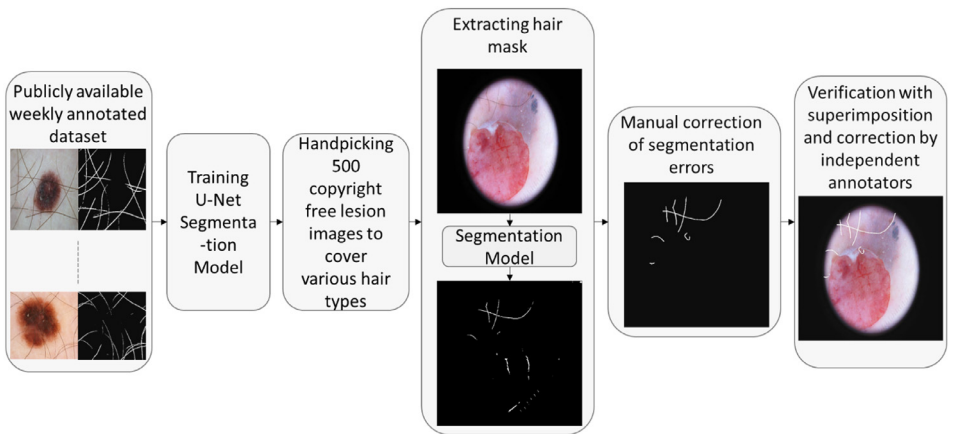 Publicly available
weekly annotated
dataset
Training
U-Net
Segmenta
-tion
Model
Handpicking
500
copyright
free lesion
images to
cover
various hair
types
Extracting hair
mask
Segmentation
Model
Manual correction
of segmentation
errors
Verification with
superimposition
and correction by
independent
annotators